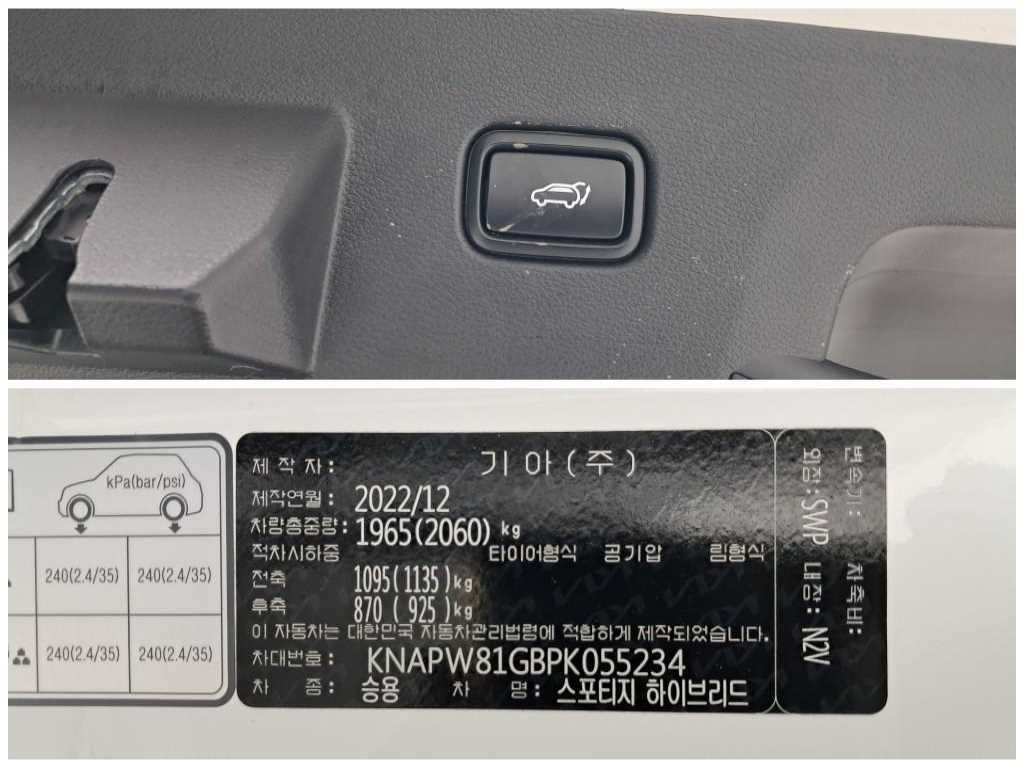 kPa(bar/psi)
240(2.4/35) 240(2.4/35)
240(2.4/35) 240(2.4/35)
제 작 자 : 기 아 ( 주 )
제작연월 : 2022/12
차량총중량 : 1965(2060) kg
적차시하중 타이어형식 공기압 림형식
전축 1095(1135)kg
후축 870 ( 925)kg
이 자동차는 대한민국 자동차관리법령에 적합하게 제작되었습니다.
차대번호 : KNAPW81GBPK055234
차 종 : 승용 차 명 : 스포티지 하이브리드
변속기 : 차축비 :
외장 : SWP 내장 : N2V